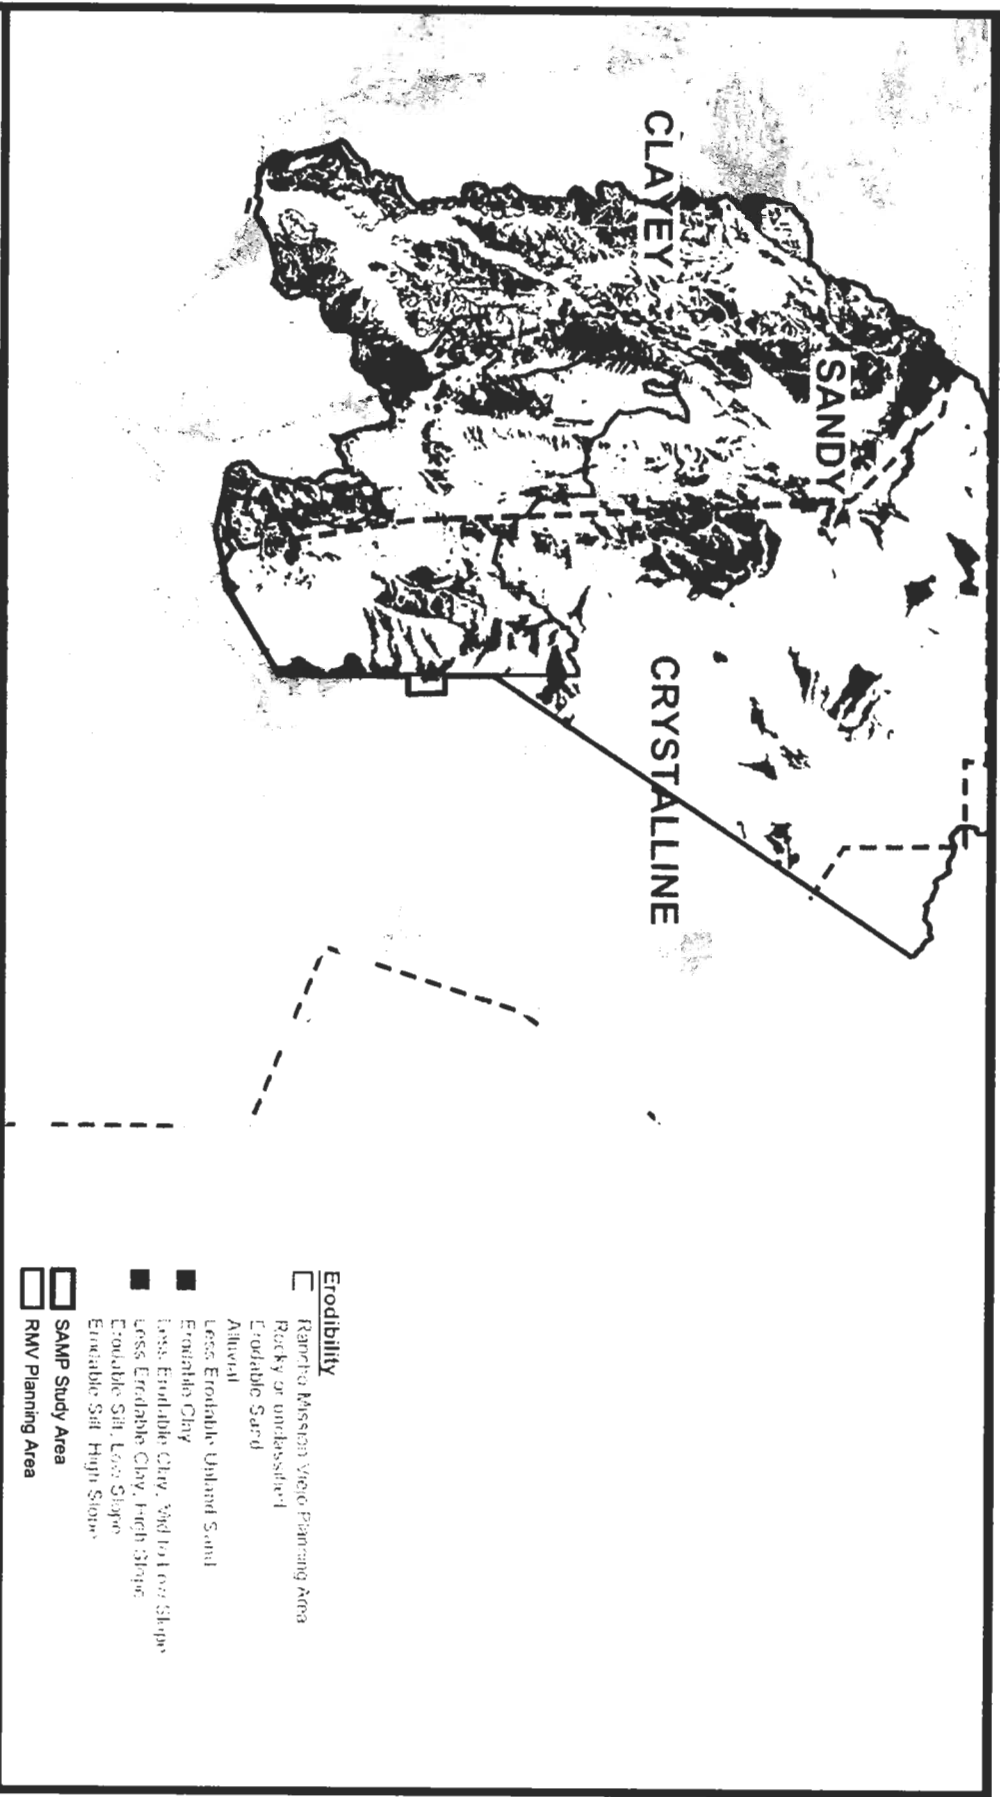 CLAYEY
SANDY
CRYSTALLINE
Erodibility
Rancho Mission Viejo Planning Area
Rocky or unclassified
Erodable Sand
Alluvial
Less Erodable Upland Sand
Erodable Clay
Less Erodable Clay, Mid to Low Slope
Less Erodable Clay, High Slope
Erodable Silt, Low Slope
Erodable Silt, High Slope
SAMP Study Area
RMV Planning Area